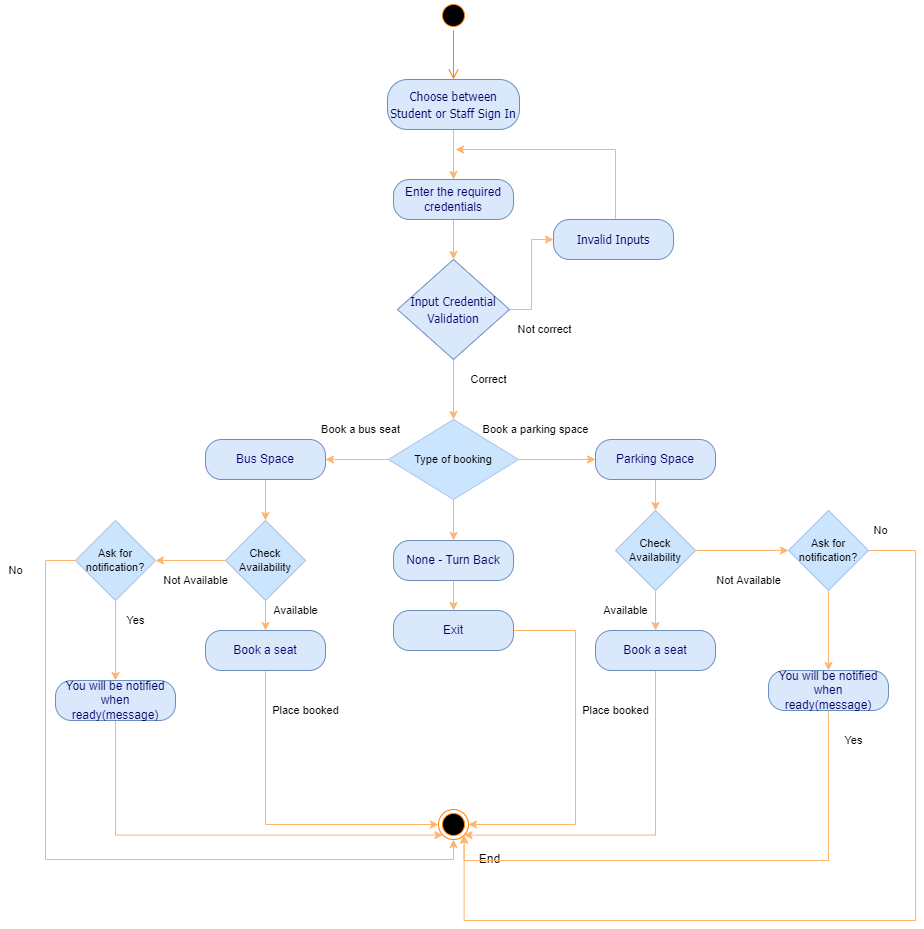 Choose between
Student or Staff Sign In
Enter the required
credentials
Invalid Inputs
Input Credential
Validation
Not correct
Correct
Book a bus seat
Book a parking space
Bus Space
Type of booking
Parking Space
No
Ask for
notification?
Check
Availability
Not Available
None - Turn Back
Check
Availability
Not Available
Ask for
notification?
No
Yes
Available
Book a seat
Exit
Available
Book a seat
You will be notified
when
ready(message)
Place booked
Place booked
You will be notified
when
ready(message)
Yes
End